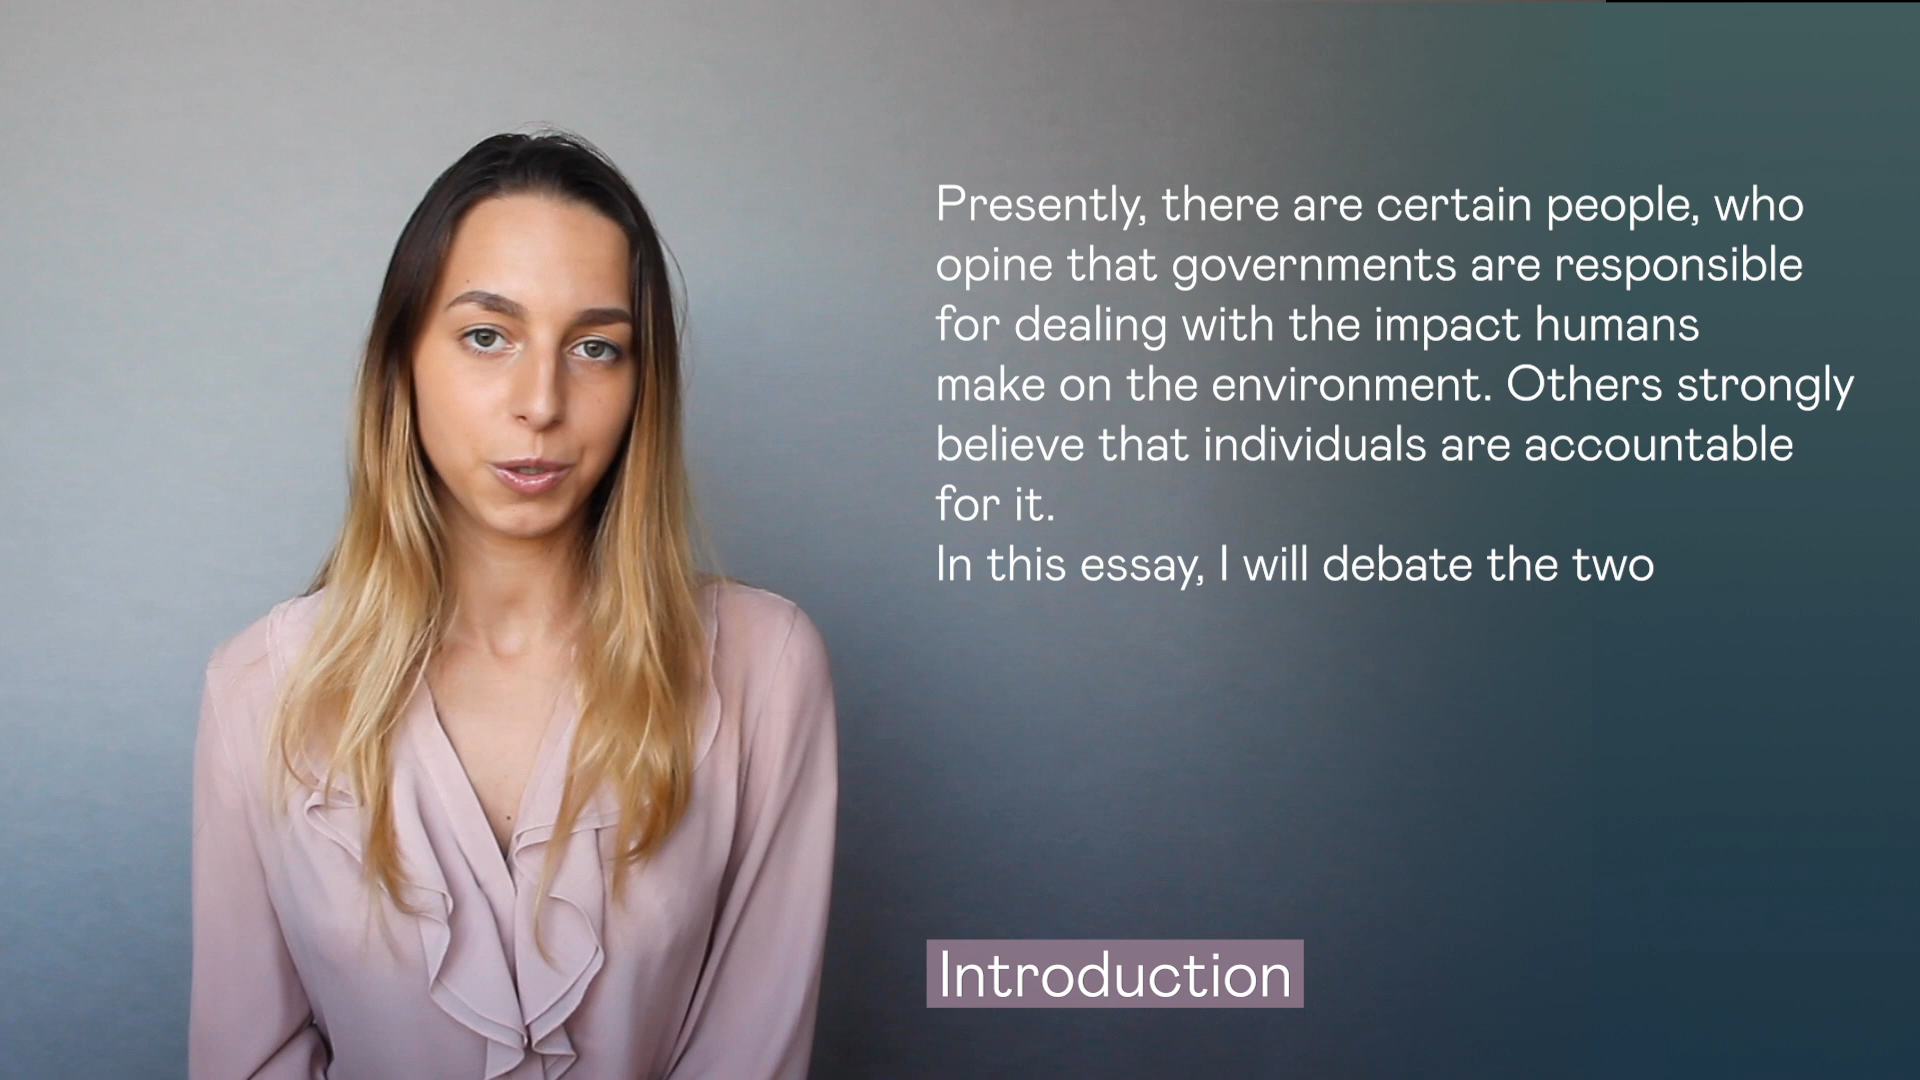 Presently, there are certain people, who
opine that governments are responsible
for dealing with the impact humans
make on the environment. Others strongly
believe that individuals are accountable
for it.
In this essay, I will debate the two
Introduction